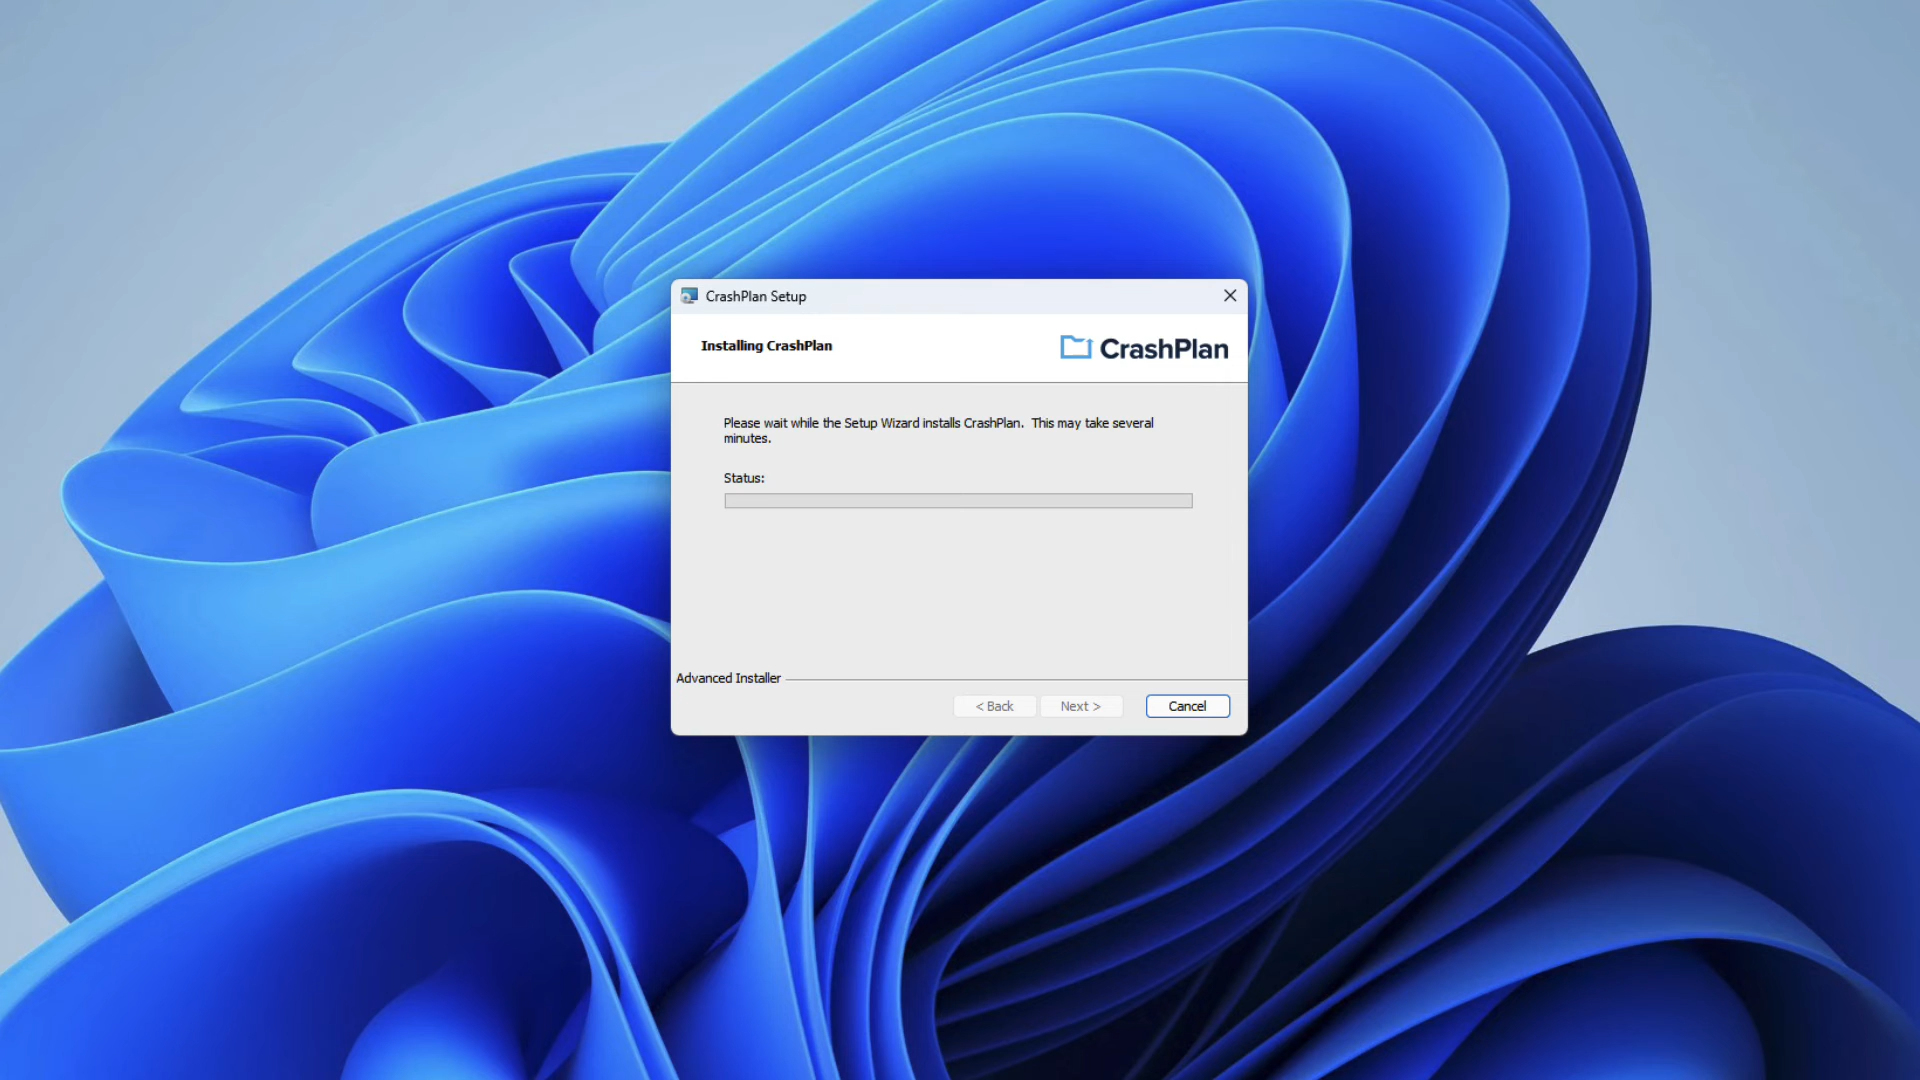 CrashPlan Setup
Installing CrashPlan
CrashPlan
Please wait while the Setup Wizard installs CrashPlan.  This may take several
minutes.
Status:
Advanced Installer
< Back
Next >
Cancel